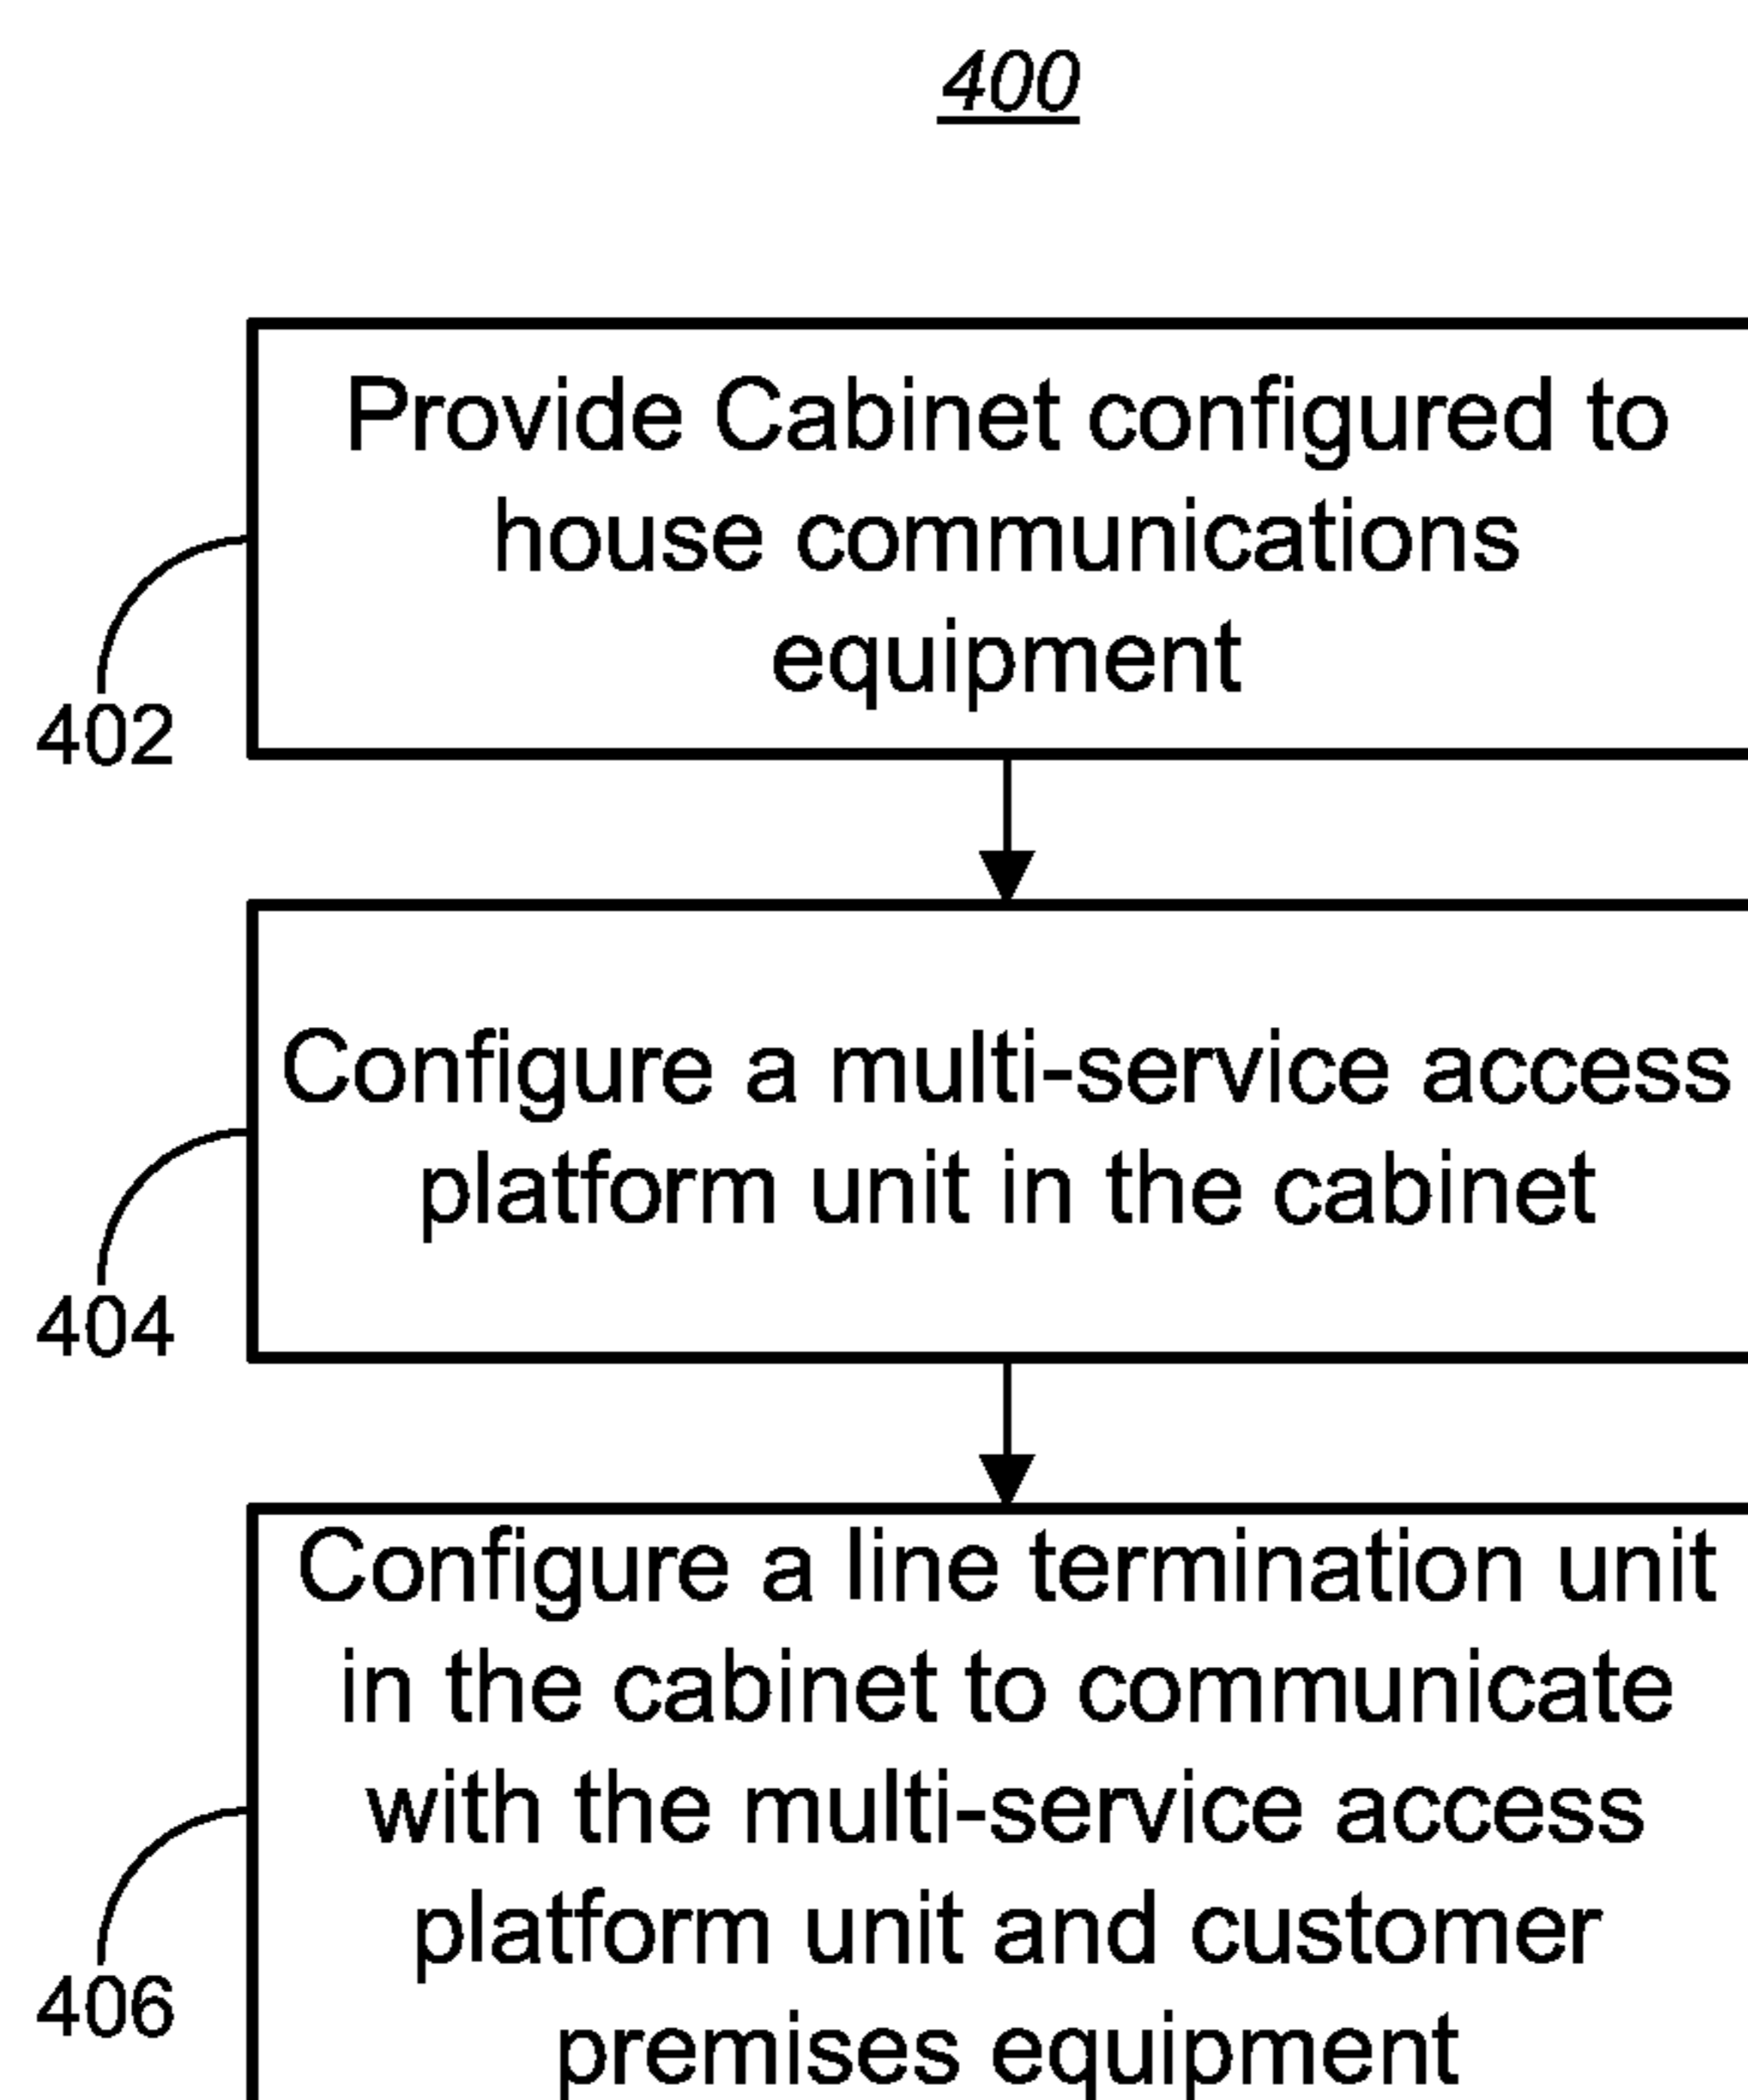 400
Provide Cabinet configured to
house communications
equipment
402
Configure a multi-service access
platform unit in the cabinet
404
Configure a line termination unit
in the cabinet to communicate
with the multi-service access
platform unit and customer
premises equipment
406